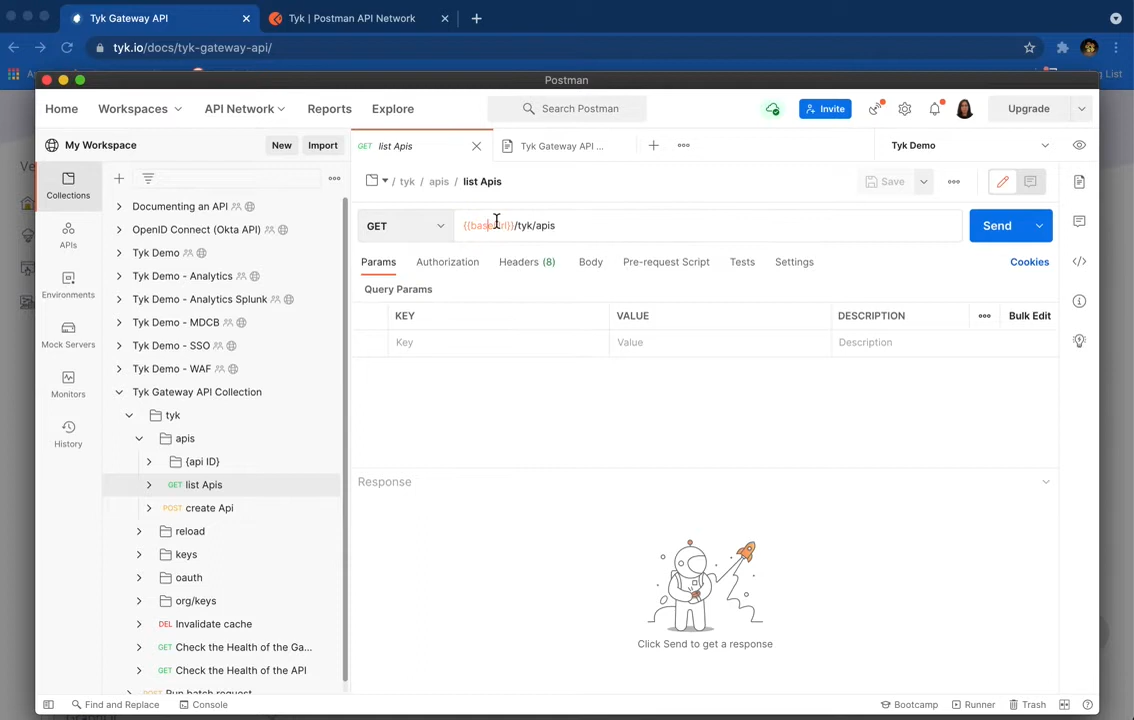 Tyk Gateway API
Tyk | Postman API Network
tyk.io/docs/tyk-gateway-api/
Postman
Home
Workspaces
API Network
Reports
Explore
Search Postman
Invite
Upgrade
My Workspace
New
Import
GET list Apis
Tyk Gateway API ...
Tyk Demo
Collections
APIs
Environments
Mock Servers
Monitors
History
Documenting an API
OpenID Connect (Okta API)
Tyk Demo
Tyk Demo - Analytics
Tyk Demo - Analytics Splunk
Tyk Demo - MDCB
Tyk Demo - SSO
Tyk Demo - WAF
Tyk Gateway API Collection
tyk
apis
{api ID}
GET list Apis
POST create Api
reload
keys
oauth
org/keys
DEL Invalidate cache
GET Check the Health of the Ga...
GET Check the Health of the API
POST Run batch request
/ tyk / apis / list Apis
Save
GET
{{baseUrl}}/tyk/apis
Send
Params
Authorization
Headers (8)
Body
Pre-request Script
Tests
Settings
Cookies
Query Params
KEY
VALUE
DESCRIPTION
Bulk Edit
Key
Value
Description
Response
Click Send to get a response
Find and Replace
Console
Bootcamp
Runner
Trash